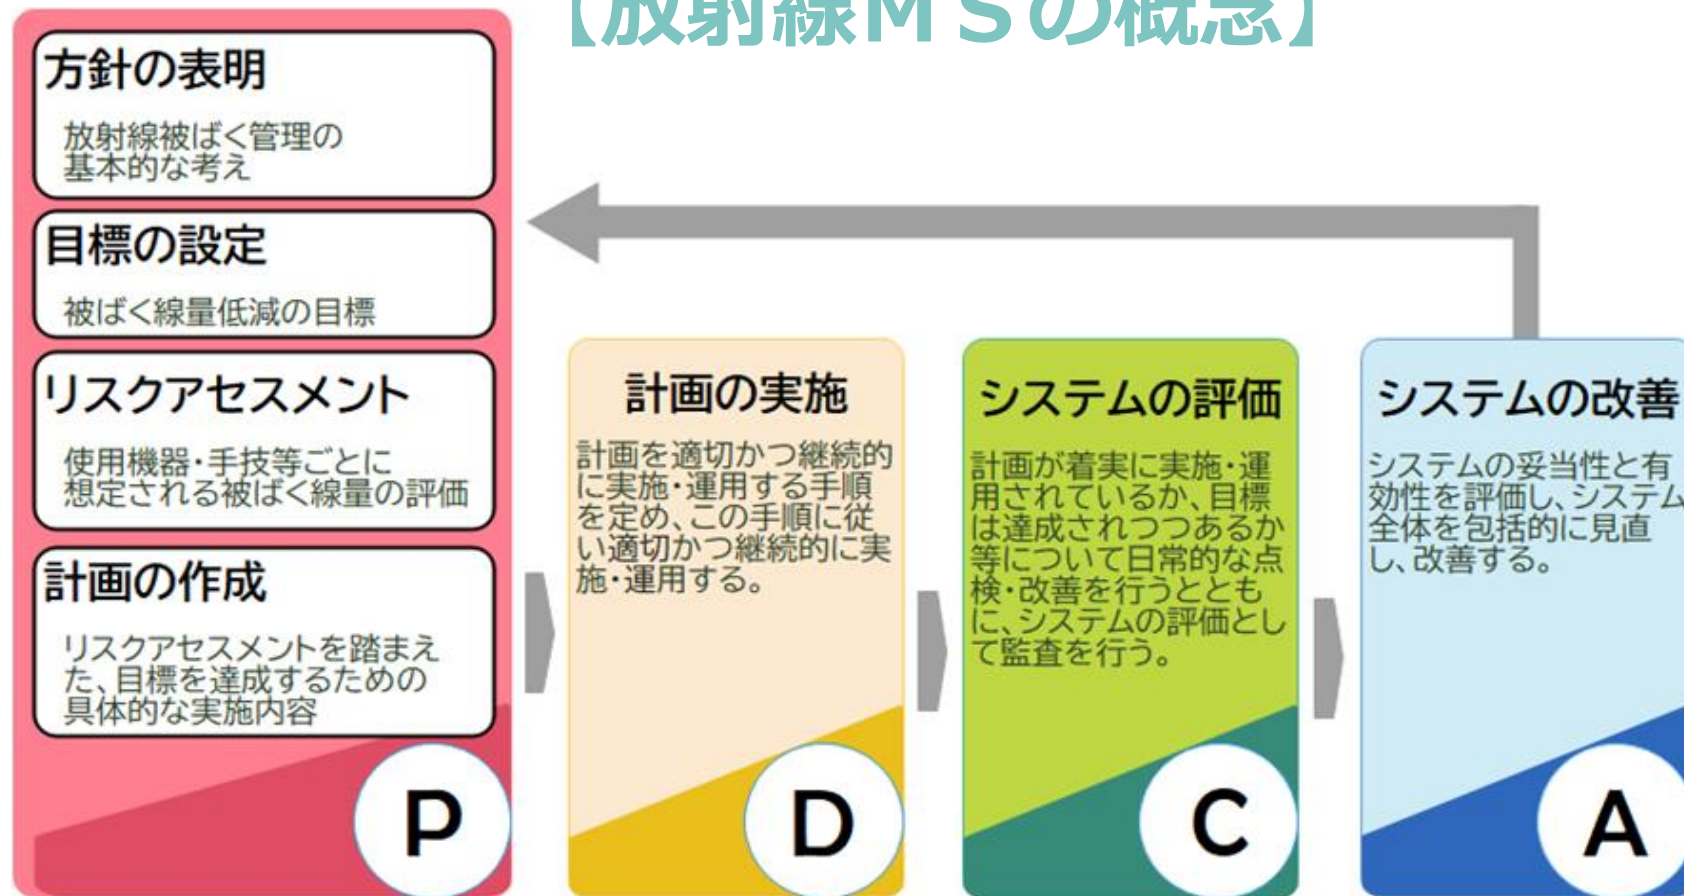 【放射線ＭＳの概念】
方針の表明
放射線被ばく管理の
基本的な考え
目標の設定
被ばく線量低減の目標
リスクアセスメント
使用機器・手技等ごとに
想定される被ばく線量の評価
計画の作成
リスクアセスメントを踏まえ
た、目標を達成するための
具体的な実施内容
P
計画の実施
計画を適切かつ継続的
に実施・運用する手順
を定め、この手順に従
い適切かつ継続的に実
施・運用する。
D
システムの評価
計画が着実に実施・運
用されているか、目標
は達成されつつあるか
等について日常的な点
検・改善を行うととも
に、システムの評価とし
て監査を行う。
C
システムの改善
システムの妥当性と有
効性を評価し、システム
全体を包括的に見直
し、改善する。
A